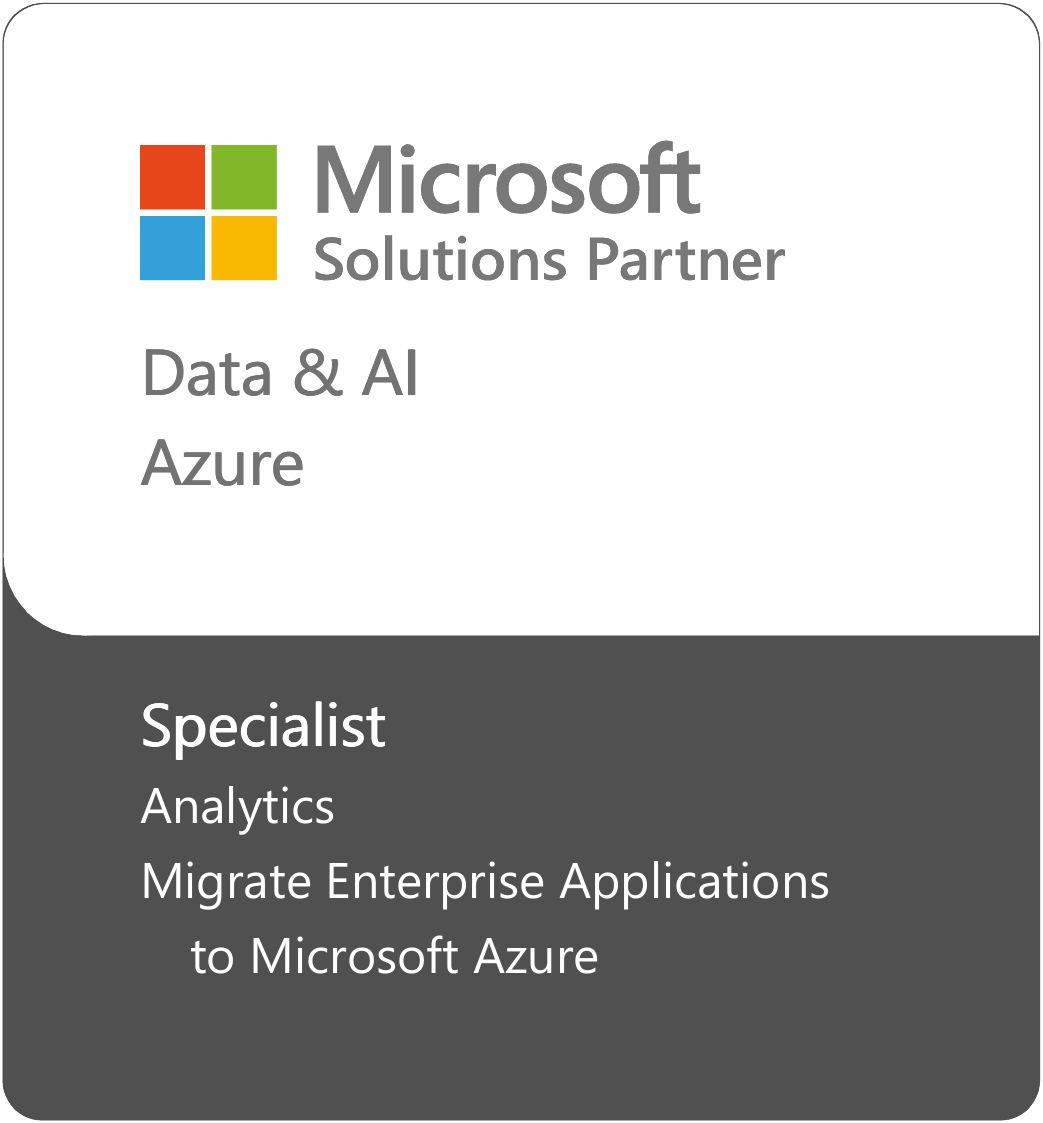 Microsoft
Solutions Partner
Data & AI
Azure
Specialist
Analytics
Migrate Enterprise Applications
to Microsoft Azure